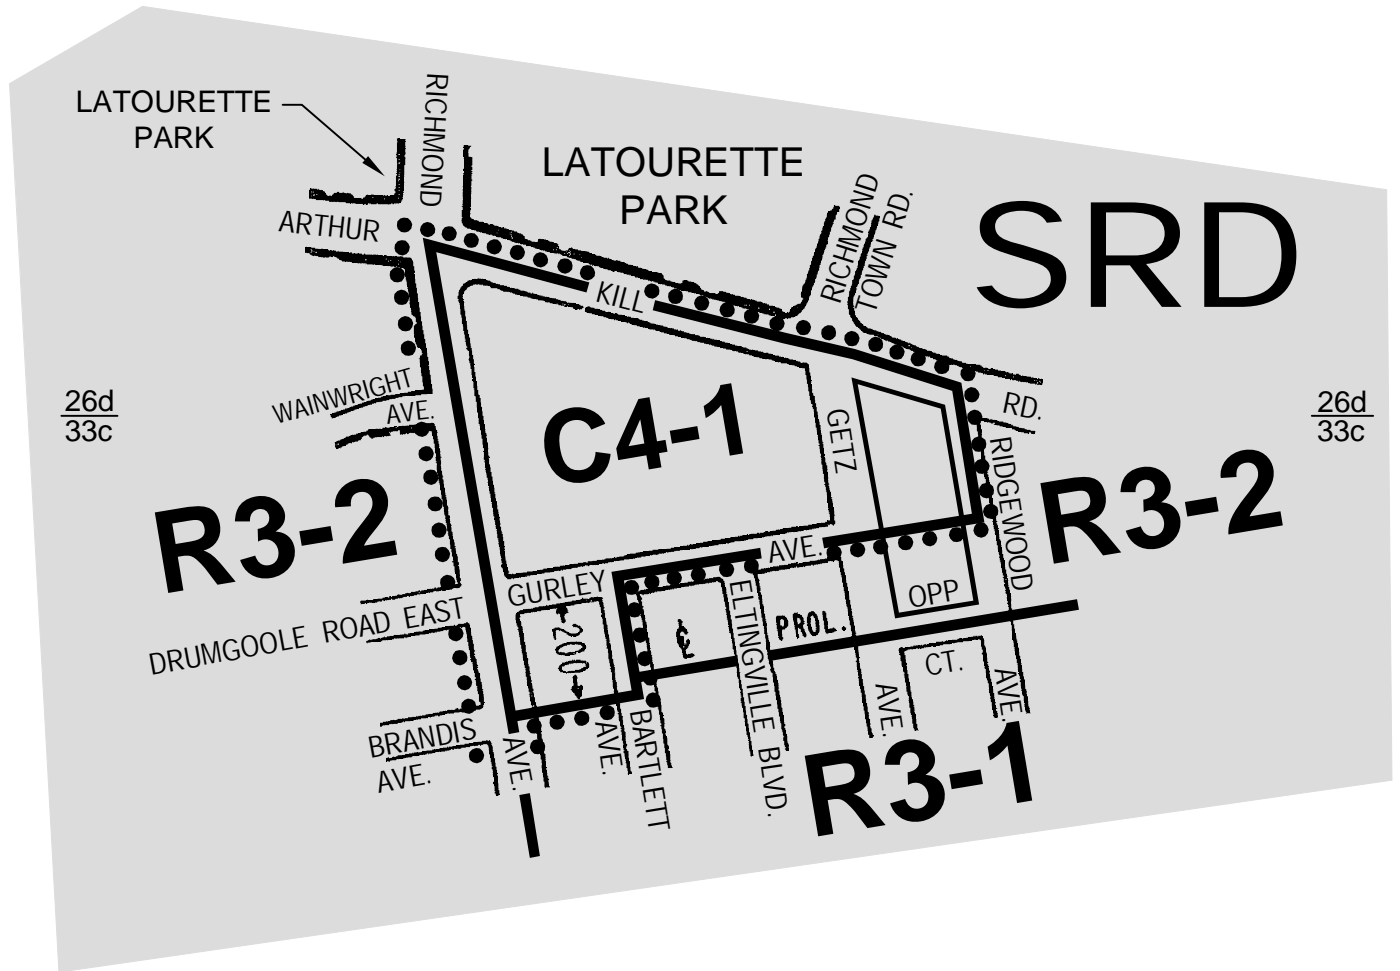 RICHMOND
LATOURETTE
PARK
LATOURETTE
PARK
RICHMOND
TOWN RD.
SRD
ARTHUR
KILL
RD.
WAINWRIGHT
AVE.
26d
33c
C4-1
GETZ
26d
33c
R3-2
RIDGEWOOD
R3-2
GURLEY
AVE.
OPP
DRUMGOOLE ROAD EAST
200
℄
ELTINGVILLE BLVD.
PROL.
CT.
BRANDIS
AVE.
AVE.
AVE.
BARTLETT
AVE.
AVE.
R3-1